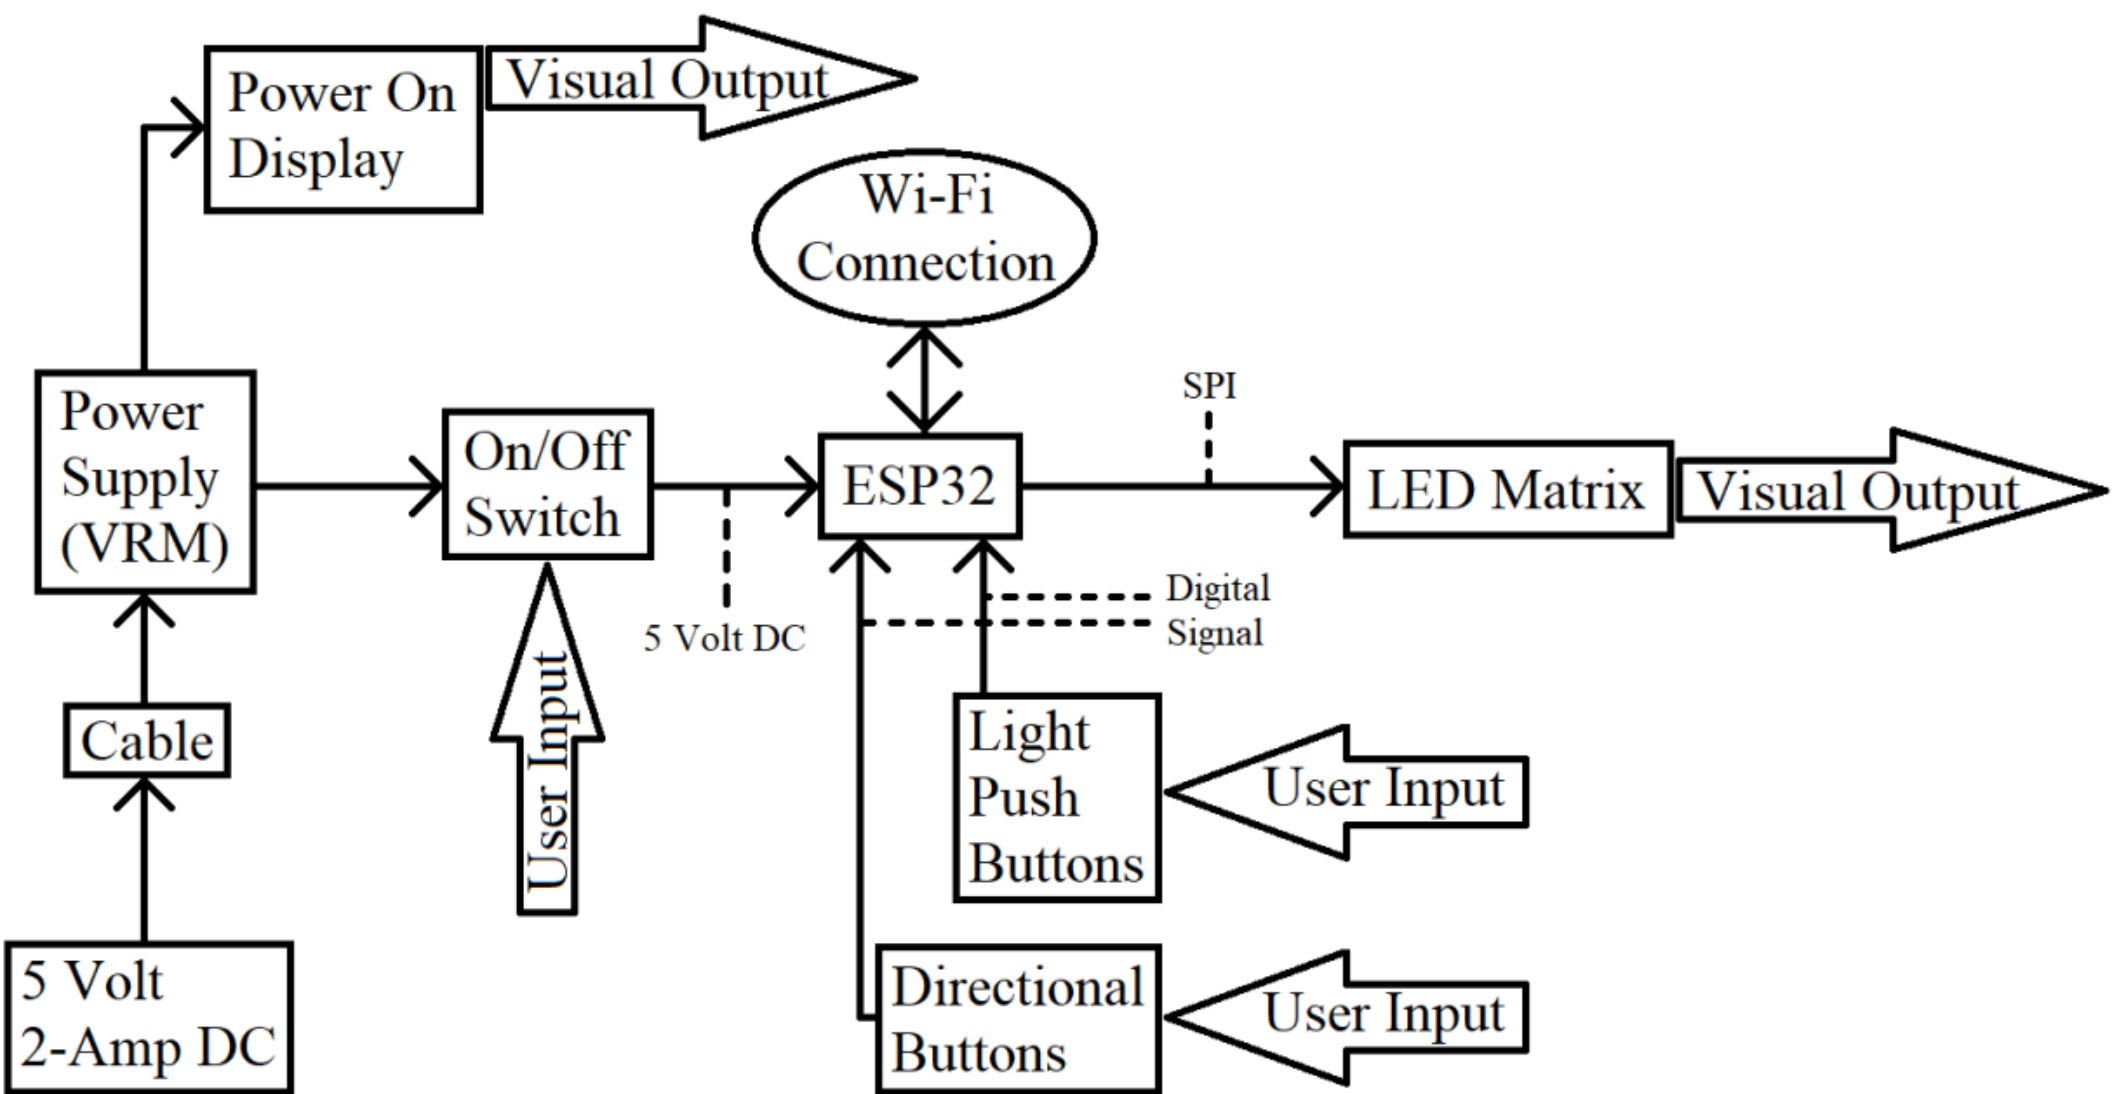 Power On
Display
Visual Output
Wi-Fi
Connection
Power
Supply
(VRM)
On/Off
Switch
5 Volt DC
ESP32
SPI
LED Matrix
Visual Output
Digital
Signal
User Input
Cable
Light
Push
Buttons
User Input
5 Volt
2-Amp DC
Directional
Buttons
User Input